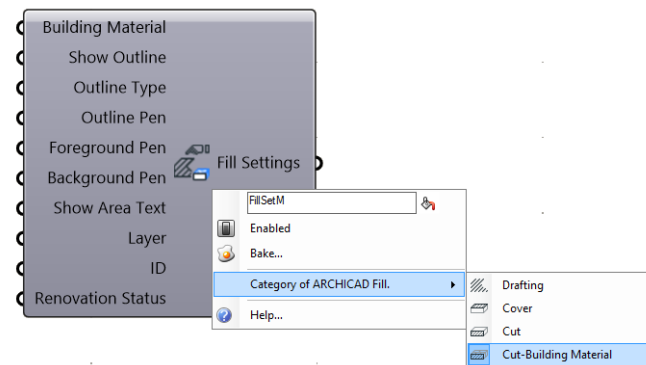 Building Material
Show Outline
Outline Type
Outline Pen
Foreground Pen
Background Pen
Show Area Text
Layer
ID
Renovation Status
Fill Settings
FillSetM
Enabled
Bake...
Category of ARCHICAD Fill.
Help...
Drafting
Cover
Cut
Cut-Building Material